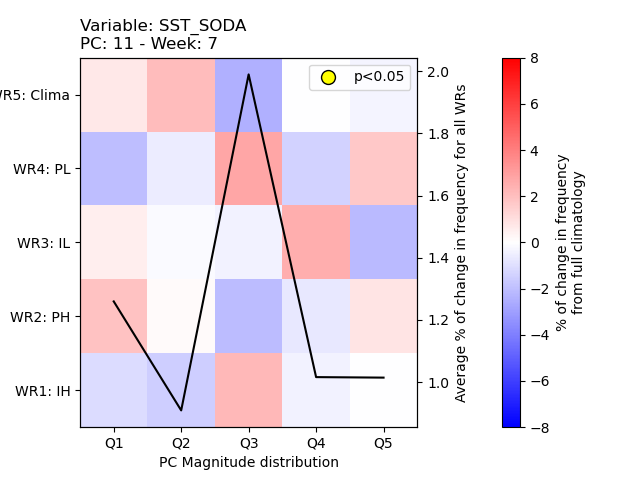 Variable: SST_SODA
PC: 11 - Week: 7
p<0.05
WR5: Clima
WR4: PL
WR3: IL
WR2: PH
WR1: IH
Q1 Q2 Q3 Q4 Q5
PC Magnitude distribution
2.0
1.8
1.6
1.4
1.2
1.0
Average % of change in frequency for all WRs
8
6
4
2
0
−2
−4
−6
−8
% of change in frequency
from full climatology